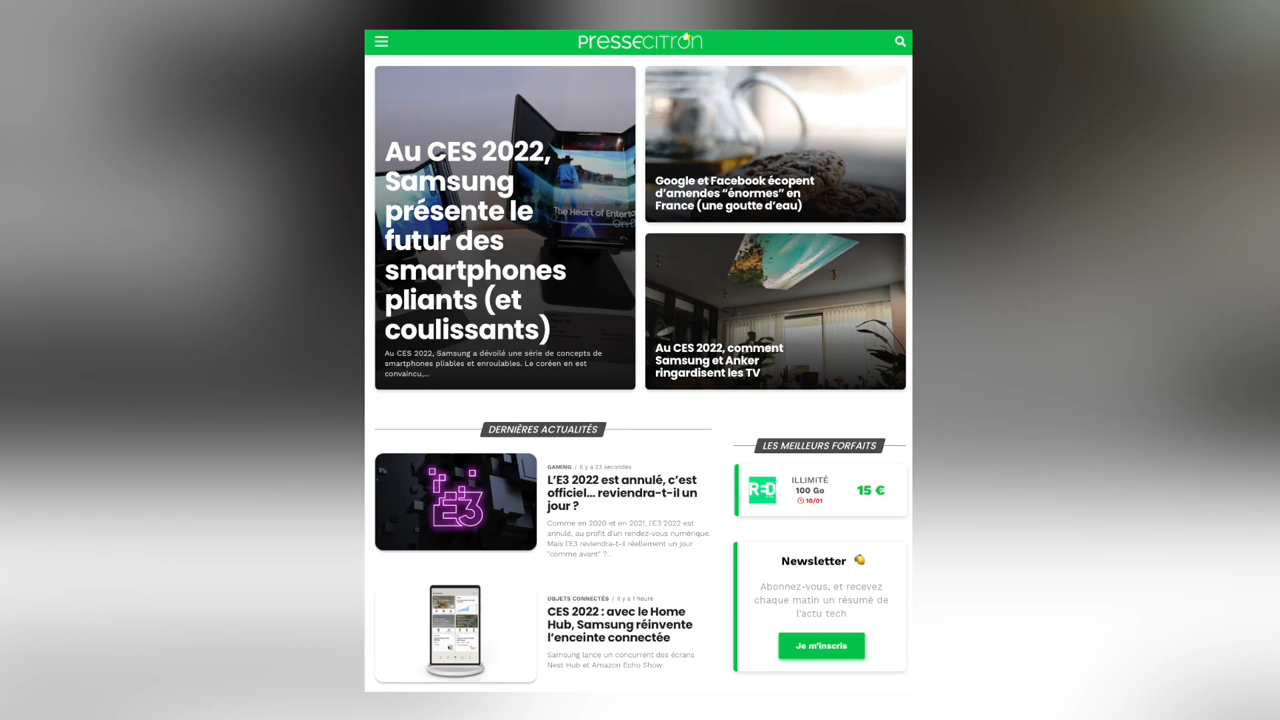 PRESSECITRON
Au CES 2022,
Samsung
présente le
futur des
smartphones
pliants (et
coulissants)
Au CES 2022, Samsung a dévoilé une série de concepts de
smartphones pliables et enroulables. Le coréen en est
convaincu,...
The Heart of Enterta
Google et Facebook écopent
d’amendes “énormes” en
France (une goutte d’eau)
Au CES 2022, comment
Samsung et Anker
ringardisent les TV
DERNIÈRES ACTUALITÉS
E3
GAMING / Il y a 23 secondes
L’E3 2022 est annulé, c’est
officiel… reviendra-t-il un
jour ?
Comme en 2020 et en 2021, l'E3 2022 est
annulé, au profit d'un rendez-vous numérique.
Mais l'E3 reviendra-t-il réellement un jour
"comme avant" ?...
OBJETS CONNECTÉS / Il y a 1 heure
CES 2022 : avec le Home
Hub, Samsung réinvente
l’enceinte connectée
Samsung lance un concurrent des écrans
Nest Hub et Amazon Echo Show.
LES MEILLEURS FORFAITS
RED
ILLIMITÉ
100 Go
10/01
15 €
Newsletter
Abonnez-vous, et recevez
chaque matin un résumé de
l’actu tech
Je m'inscris